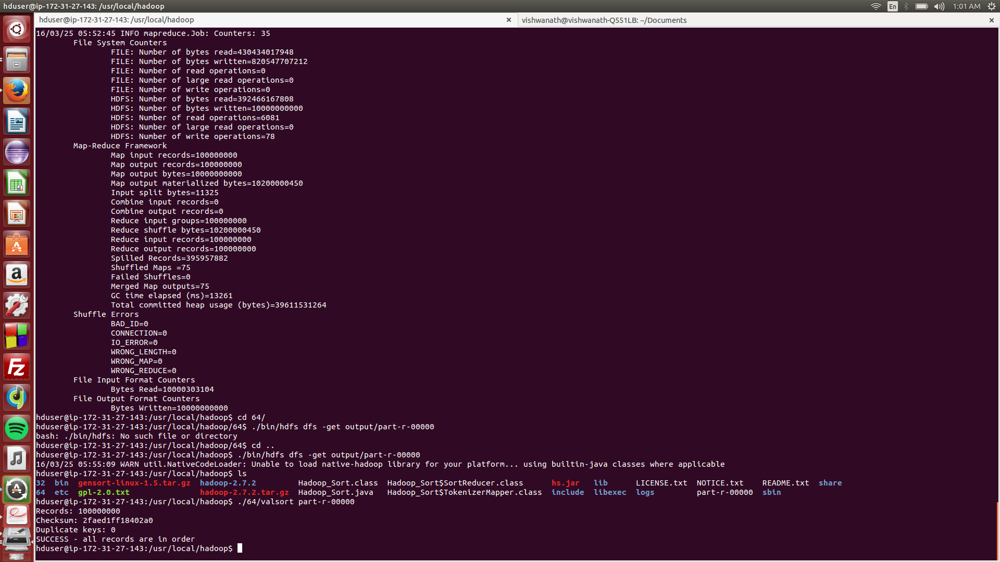 hduser@ip-172-31-27-143: /usr/local/hadoop
En
1:01 AM
hduser@ip-172-31-27-143: /usr/local/hadoop
vishwanath@vishwanath-Q551LB: ~/Documents
16/03/25 05:52:45 INFO mapreduce.Job: Counters: 35
File System Counters
FILE: Number of bytes read=430434017948
FILE: Number of bytes written=820547707212
FILE: Number of read operations=0
FILE: Number of large read operations=0
FILE: Number of write operations=0
HDFS: Number of bytes read=392466167808
HDFS: Number of bytes written=10000000000
HDFS: Number of read operations=6081
HDFS: Number of large read operations=0
HDFS: Number of write operations=78
Map-Reduce Framework
Map input records=100000000
Map output records=100000000
Map output bytes=10000000000
Map output materialized bytes=10200000450
Input split bytes=11325
Combine input records=0
Combine output records=0
Reduce input groups=100000000
Reduce shuffle bytes=10200000450
Reduce input records=100000000
Reduce output records=100000000
Spilled Records=395957882
Shuffled Maps =75
Failed Shuffles=0
Merged Map outputs=75
GC time elapsed (ms)=13261
Total committed heap usage (bytes)=39611531264
Shuffle Errors
BAD_ID=0
CONNECTION=0
IO_ERROR=0
WRONG_LENGTH=0
WRONG_MAP=0
WRONG_REDUCE=0
File Input Format Counters
Bytes Read=10000303104
File Output Format Counters
Bytes Written=10000000000
hduser@ip-172-31-27-143:/usr/local/hadoop$ cd 64/
hduser@ip-172-31-27-143:/usr/local/hadoop/64$ ./bin/hdfs dfs -get output/part-r-00000
bash: ./bin/hdfs: No such file or directory
hduser@ip-172-31-27-143:/usr/local/hadoop/64$ cd ..
hduser@ip-172-31-27-143:/usr/local/hadoop$ ./bin/hdfs dfs -get output/part-r-00000
16/03/25 05:55:09 WARN util.NativeCodeLoader: Unable to load native-hadoop library for your platform... using builtin-java classes where applicable
hduser@ip-172-31-27-143:/usr/local/hadoop$ ls
32 bin gensort-linux-1.5.tar.gz hadoop-2.7.2 Hadoop_Sort.class Hadoop_Sort$SortReducer.class hs.jar lib LICENSE.txt NOTICE.txt README.txt share
64 etc gpl-2.0.txt hadoop-2.7.2.tar.gz Hadoop_Sort.java Hadoop_Sort$TokenizerMapper.class include libexec logs part-r-00000 sbin
hduser@ip-172-31-27-143:/usr/local/hadoop$ ./64/valsort part-r-00000
Records: 100000000
Checksum: 2faed1ff18402a0
Duplicate keys: 0
SUCCESS - all records are in order
hduser@ip-172-31-27-143:/usr/local/hadoop$